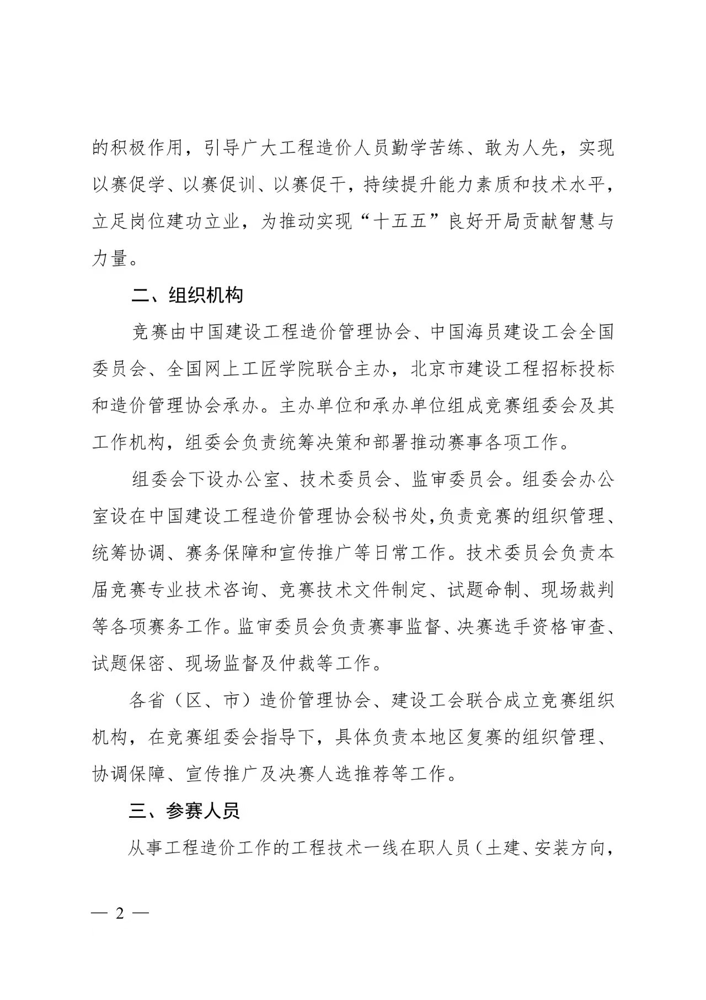 的积极作用，引导广大工程造价人员勤学苦练、敢为人先，实现
以赛促学、以赛促训、以赛促干，持续提升能力素质和技术水平，
立足岗位建功立业，为推动实现“十五五”良好开局贡献智慧与
力量。
二、组织机构
竞赛由中国建设工程造价管理协会、中国海员建设工会全国
委员会、全国网上工匠学院联合主办，北京市建设工程招标投标
和造价管理协会承办。主办单位和承办单位组成竞赛组委会及其
工作机构，组委会负责统筹决策和部署推动赛事各项工作。
组委会下设办公室、技术委员会、监审委员会。组委会办公
室设在中国建设工程造价管理协会秘书处，负责竞赛的组织管理、
统筹协调、赛务保障和宣传推广等日常工作。技术委员会负责本
届竞赛专业技术咨询、竞赛技术文件制定、试题命制、现场裁判
等各项赛务工作。监审委员会负责赛事监督、决赛选手资格审查、
试题保密、现场监督及仲裁等工作。
各省（区、市）造价管理协会、建设工会联合成立竞赛组织
机构，在竞赛组委会指导下，具体负责本地区复赛的组织管理、
协调保障、宣传推广及决赛人选推荐等工作。
三、参赛人员
从事工程造价工作的工程技术一线在职人员（土建、安装方向，
— 2 —